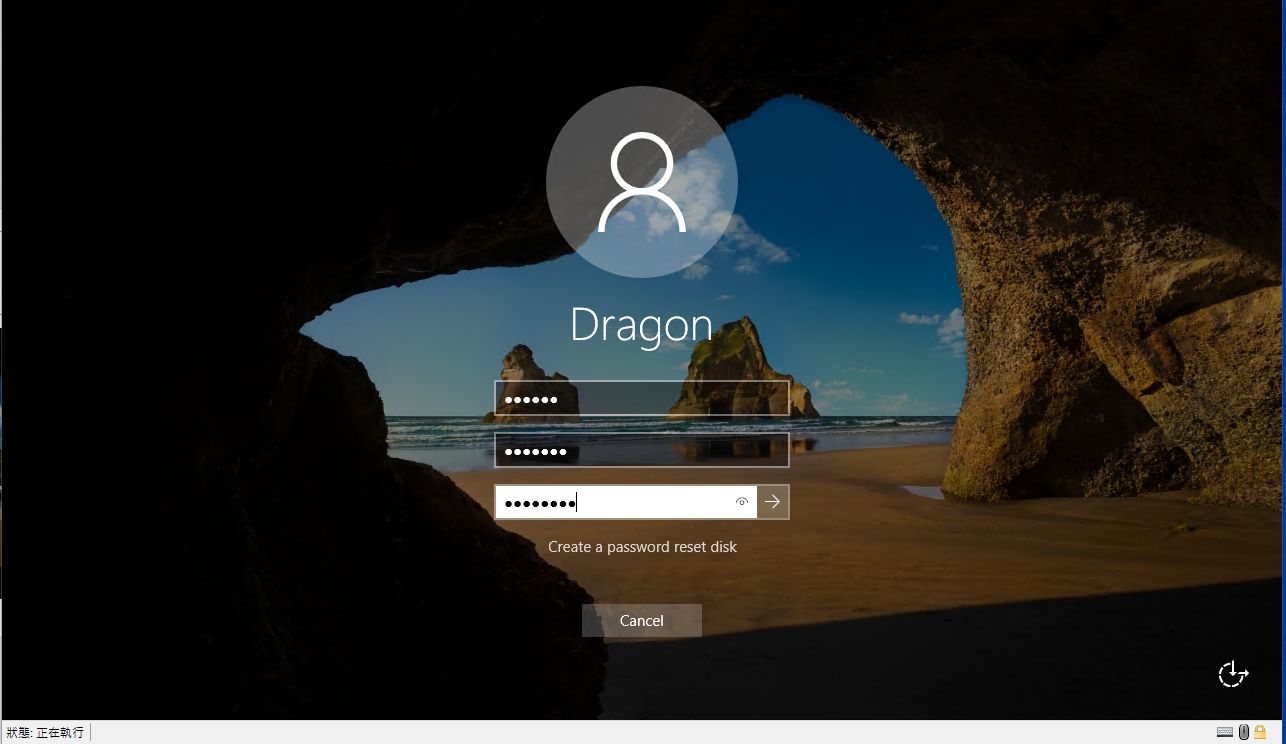 Dragon
●●●●●●
●●●●●●●
●●●●●●●●
Create a password reset disk
Cancel
狀態: 正在執行